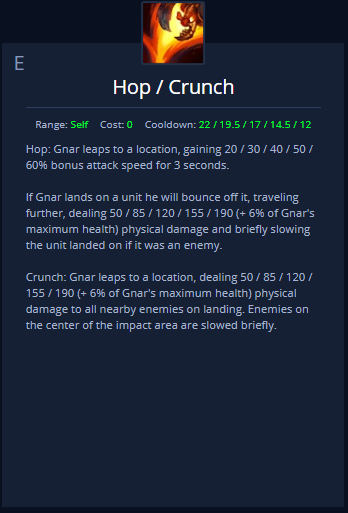 E
Hop / Crunch
Range: Self Cost: 0 Cooldown: 22 / 19.5 / 17 / 14.5 / 12
Hop: Gnar leaps to a location, gaining 20 / 30 / 40 / 50 /
60% bonus attack speed for 3 seconds.
If Gnar lands on a unit he will bounce off it, traveling
further, dealing 50 / 85 / 120 / 155 / 190 (+ 6% of Gnar's
maximum health) physical damage and briefly slowing
the unit landed on if it was an enemy.
Crunch: Gnar leaps to a location, dealing 50 / 85 / 120 /
155 / 190 (+ 6% of Gnar's maximum health) physical
damage to all nearby enemies on landing. Enemies on
the center of the impact area are slowed briefly.